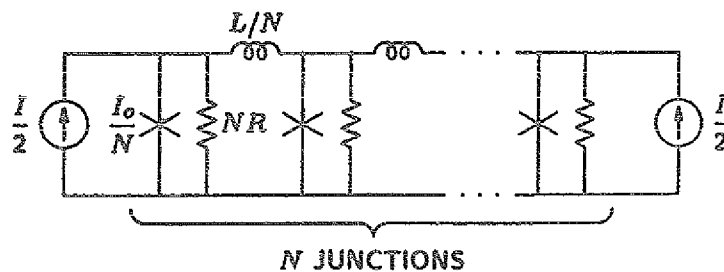 L/N
I/2
I₀/N
NR
. . .
I/2
. . .
N JUNCTIONS